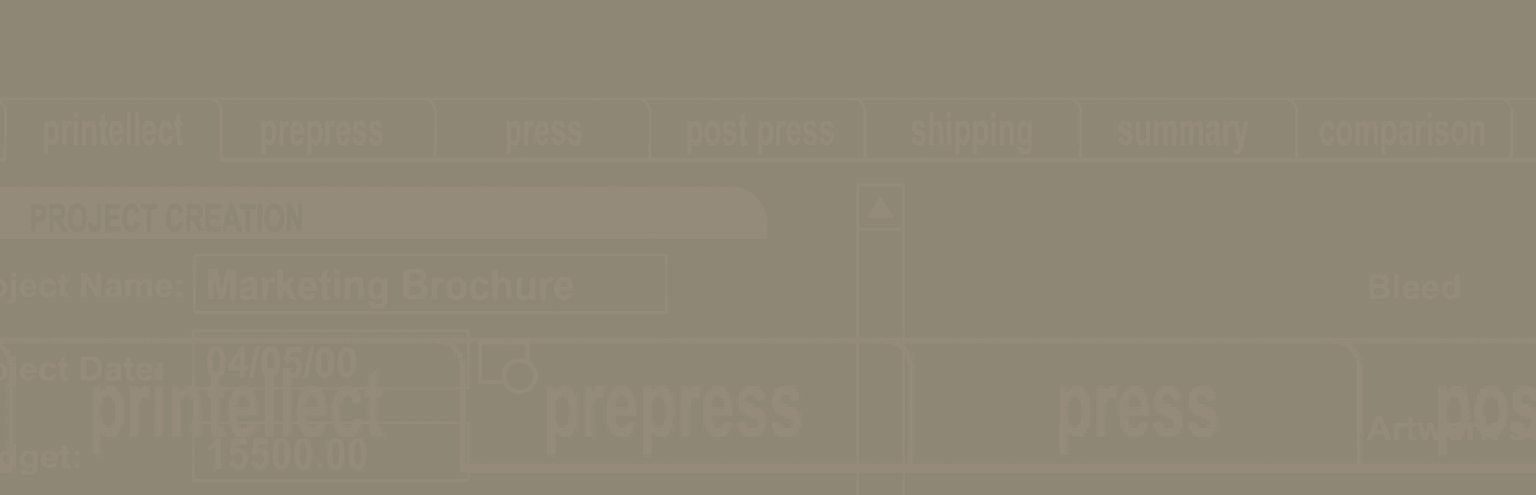 printellect prepress press post press shipping summary comparison
PROJECT CREATION
oject Name: Marketing Brochure Bleed
ject Date: 04/05/00
printellect prepress press pos
dget: 15500.00